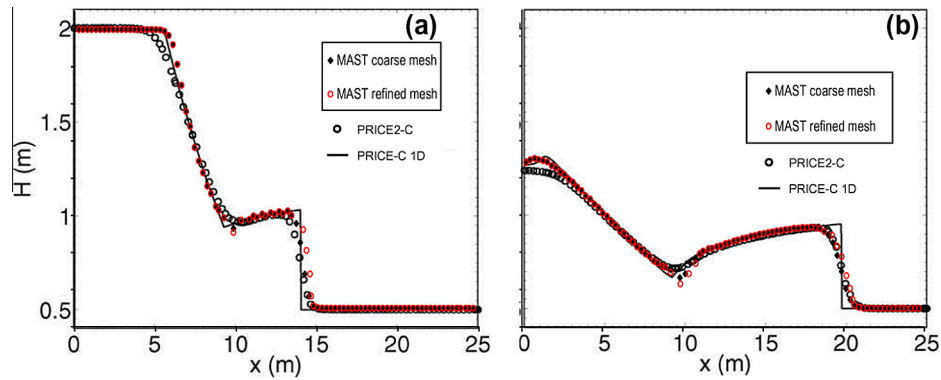 (a)
2
1.5
1
0.5
H (m)
MAST coarse mesh
MAST refined mesh
PRICE2-C
PRICE-C 1D
0 5 10 15 20 25
x (m)
(b)
MAST coarse mesh
MAST refined mesh
PRICE2-C
PRICE-C 1D
0 5 10 15 20 25
x (m)